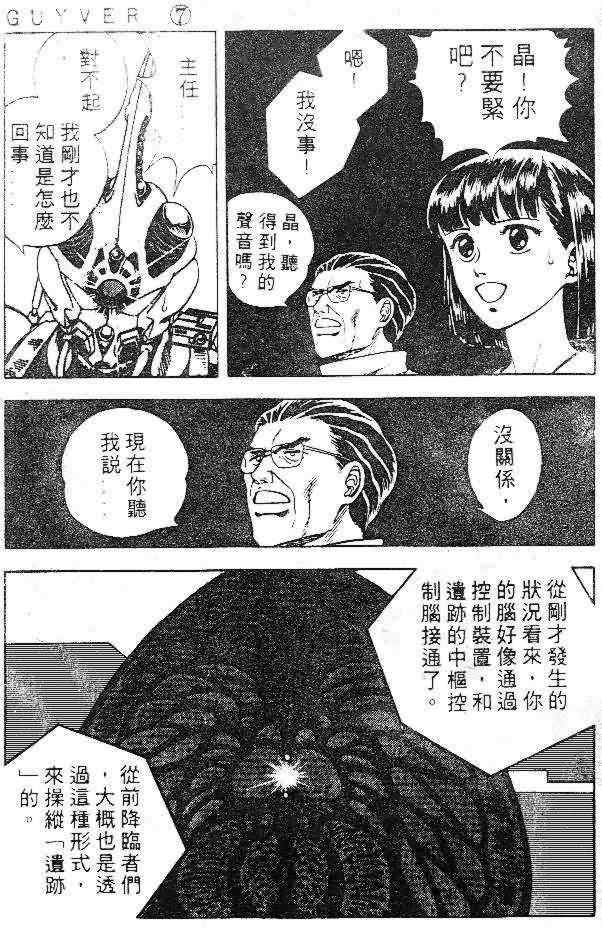 GUYVER ⑦
晶！你
不要緊
吧？
嗯！
我沒事！
晶，聽
得到我的
聲音嗎？
主任……
對不起
我剛才也不
知道是怎麼
回事……
沒關係，
現在你聽
我說……
從剛才發生的
狀況看來，你
的腦好像通過
控制裝置，和
遺跡的中樞控
制腦接通了。
從前降臨者們
，大概也是透
過這種形式，
來操縱「遺跡
」的。